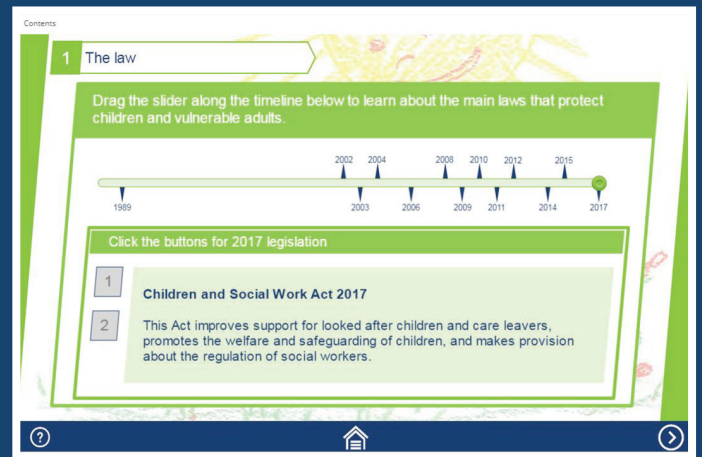 Contents
1 The law
Drag the slider along the timeline below to learn about the main laws that protect
children and vulnerable adults.
2002 2004 2008 2010 2012 2015
1989 2003 2006 2009 2011 2014 2017
Click the buttons for 2017 legislation
1
Children and Social Work Act 2017
2
This Act improves support for looked after children and care leavers,
promotes the welfare and safeguarding of children, and makes provision
about the regulation of social workers.
?